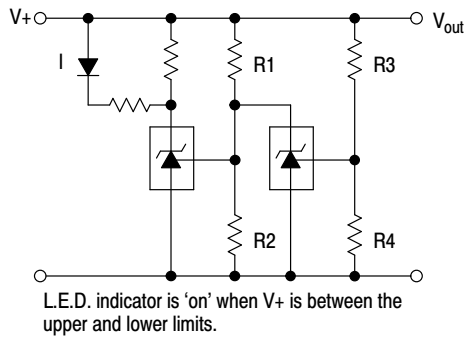 V+ Vout
I R1 R3
R2 R4
L.E.D. indicator is ‘on’ when V+ is between the
upper and lower limits.